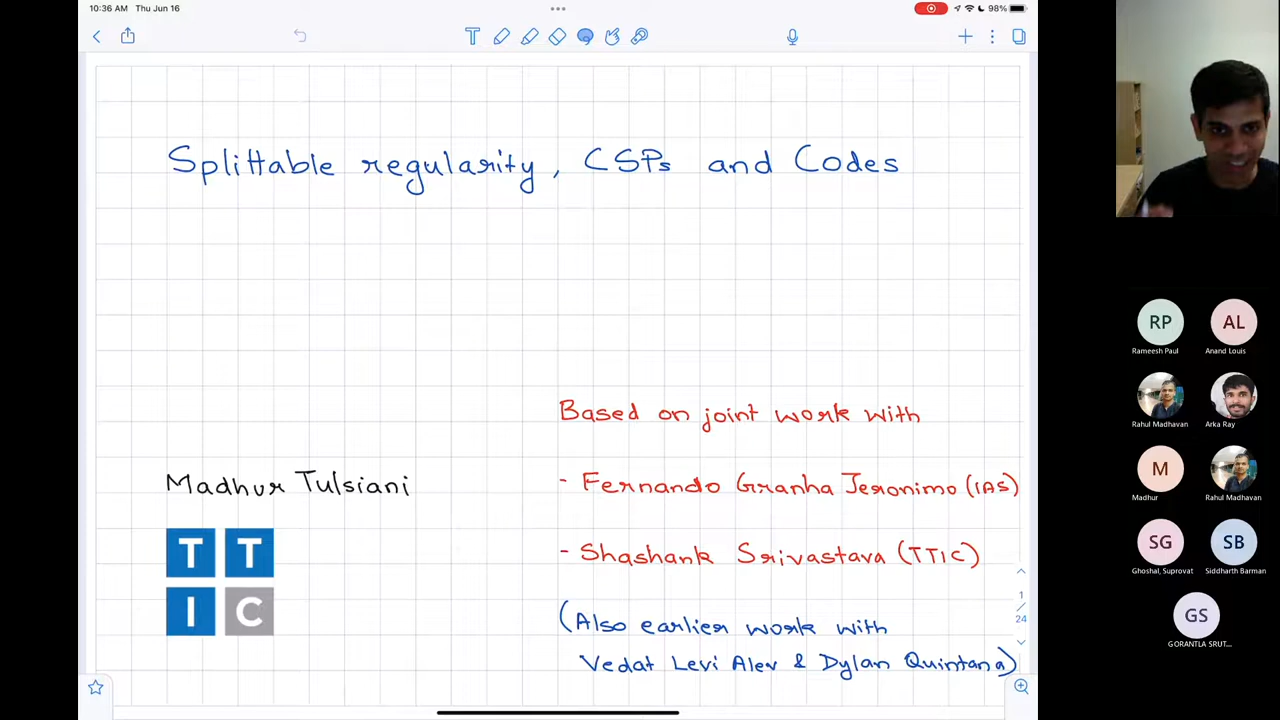 10:36 AM Thu Jun 16
98%
Splittable regularity, CSPs and Codes
Based on joint work with
Madhur Tulsiani
- Fernando Granha Jeronimo (IAS)
- Shashank Srivastava (TTIC)
(Also earlier work with
Vedat Levi Alev & Dylan Quintana)
T T
I C
1
/
24
RP
Rameesh Paul
AL
Anand Louis
Rahul Madhavan
Arka Ray
M
Madhur
Rahul Madhavan
SG
Ghoshal, Suprovat
SB
Siddharth Barman
GS
GORANTLA SRUT...